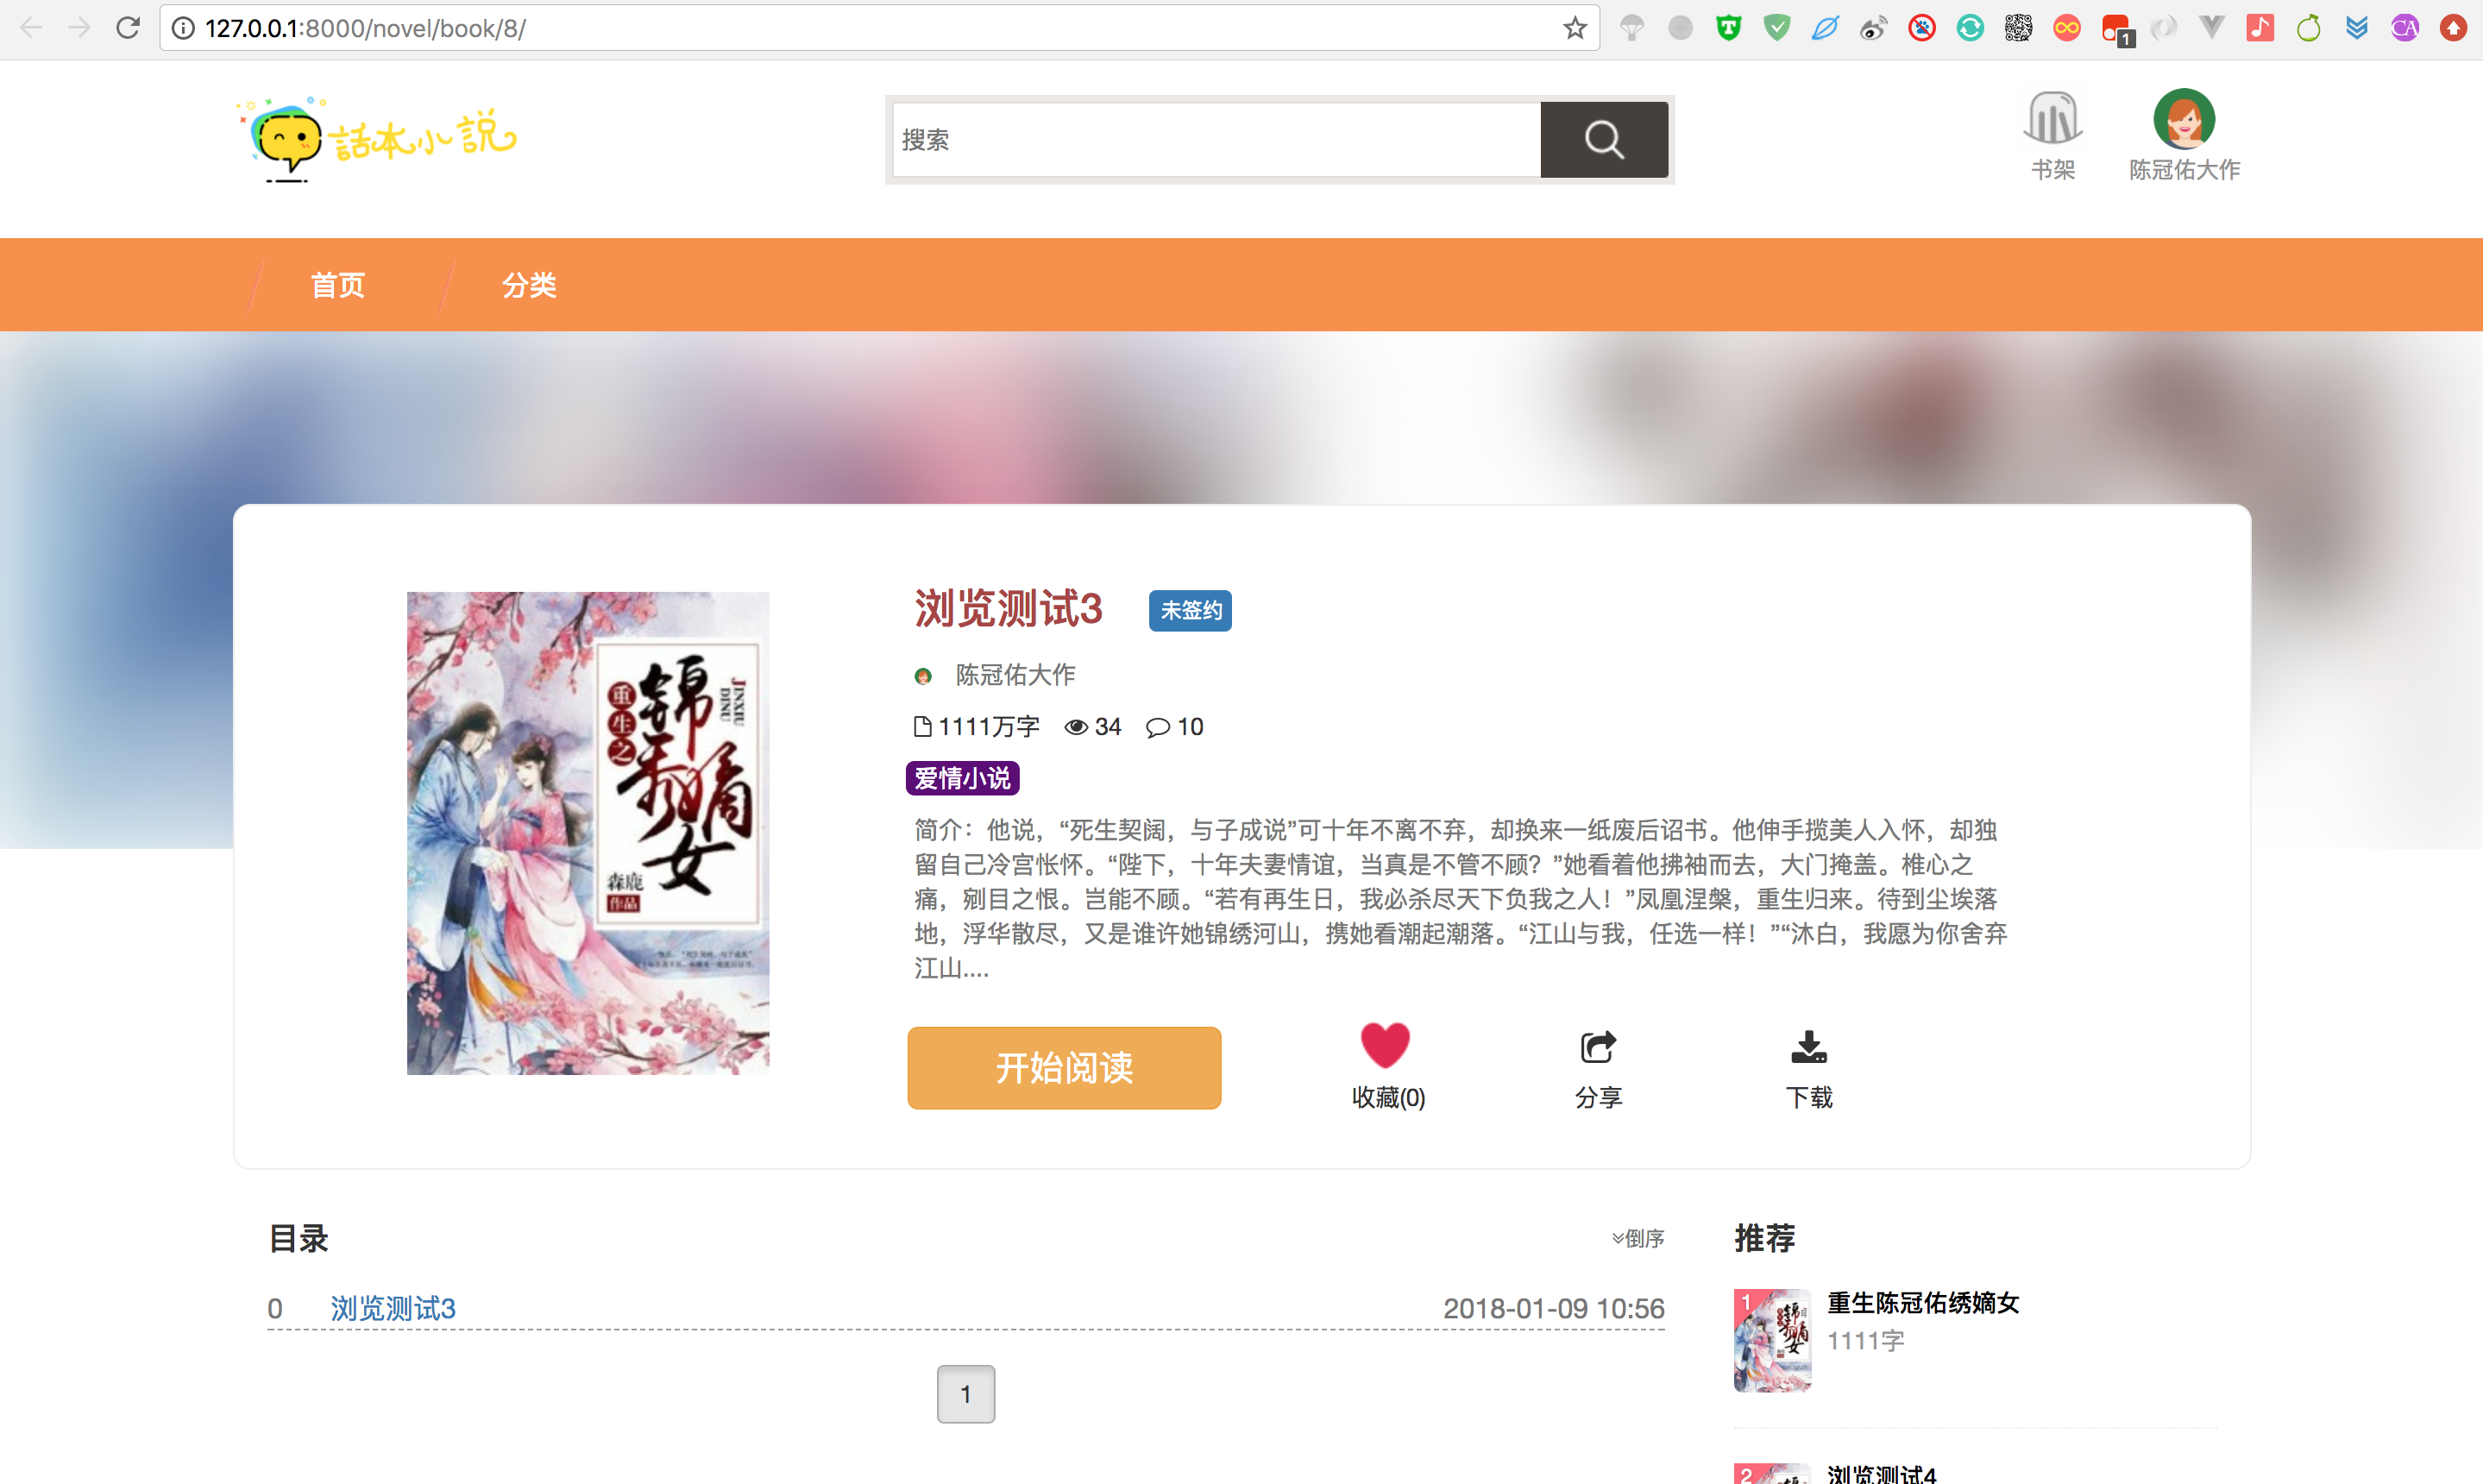 127.0.0.1:8000/novel/book/8/
1
話本小説
搜索
书架
陈冠佑大作
首页
分类
重生之
锦秀嫡女
JINXIU DINU
森鹿
作品
浏览测试3
未签约
陈冠佑大作
1111万字 34 10
爱情小说
简介：他说，“死生契阔，与子成说”可十年不离不弃，却换来一纸废后诏书。他伸手揽美人入怀，却独
留自己冷宫怅怀。“陛下，十年夫妻情谊，当真是不管不顾？”她看着他拂袖而去，大门掩盖。椎心之
痛，剜目之恨。岂能不顾。“若有再生日，我必杀尽天下负我之人！”凤凰涅槃，重生归来。待到尘埃落
地，浮华散尽，又是谁许她锦绣河山，携她看潮起潮落。“江山与我，任选一样！”“沐白，我愿为你舍弃
江山....
开始阅读
收藏(0)
分享
下载
目录
倒序
0 浏览测试3 2018-01-09 10:56
1
推荐
1
重生陈冠佑绣嫡女
1111字
2
浏览测试4